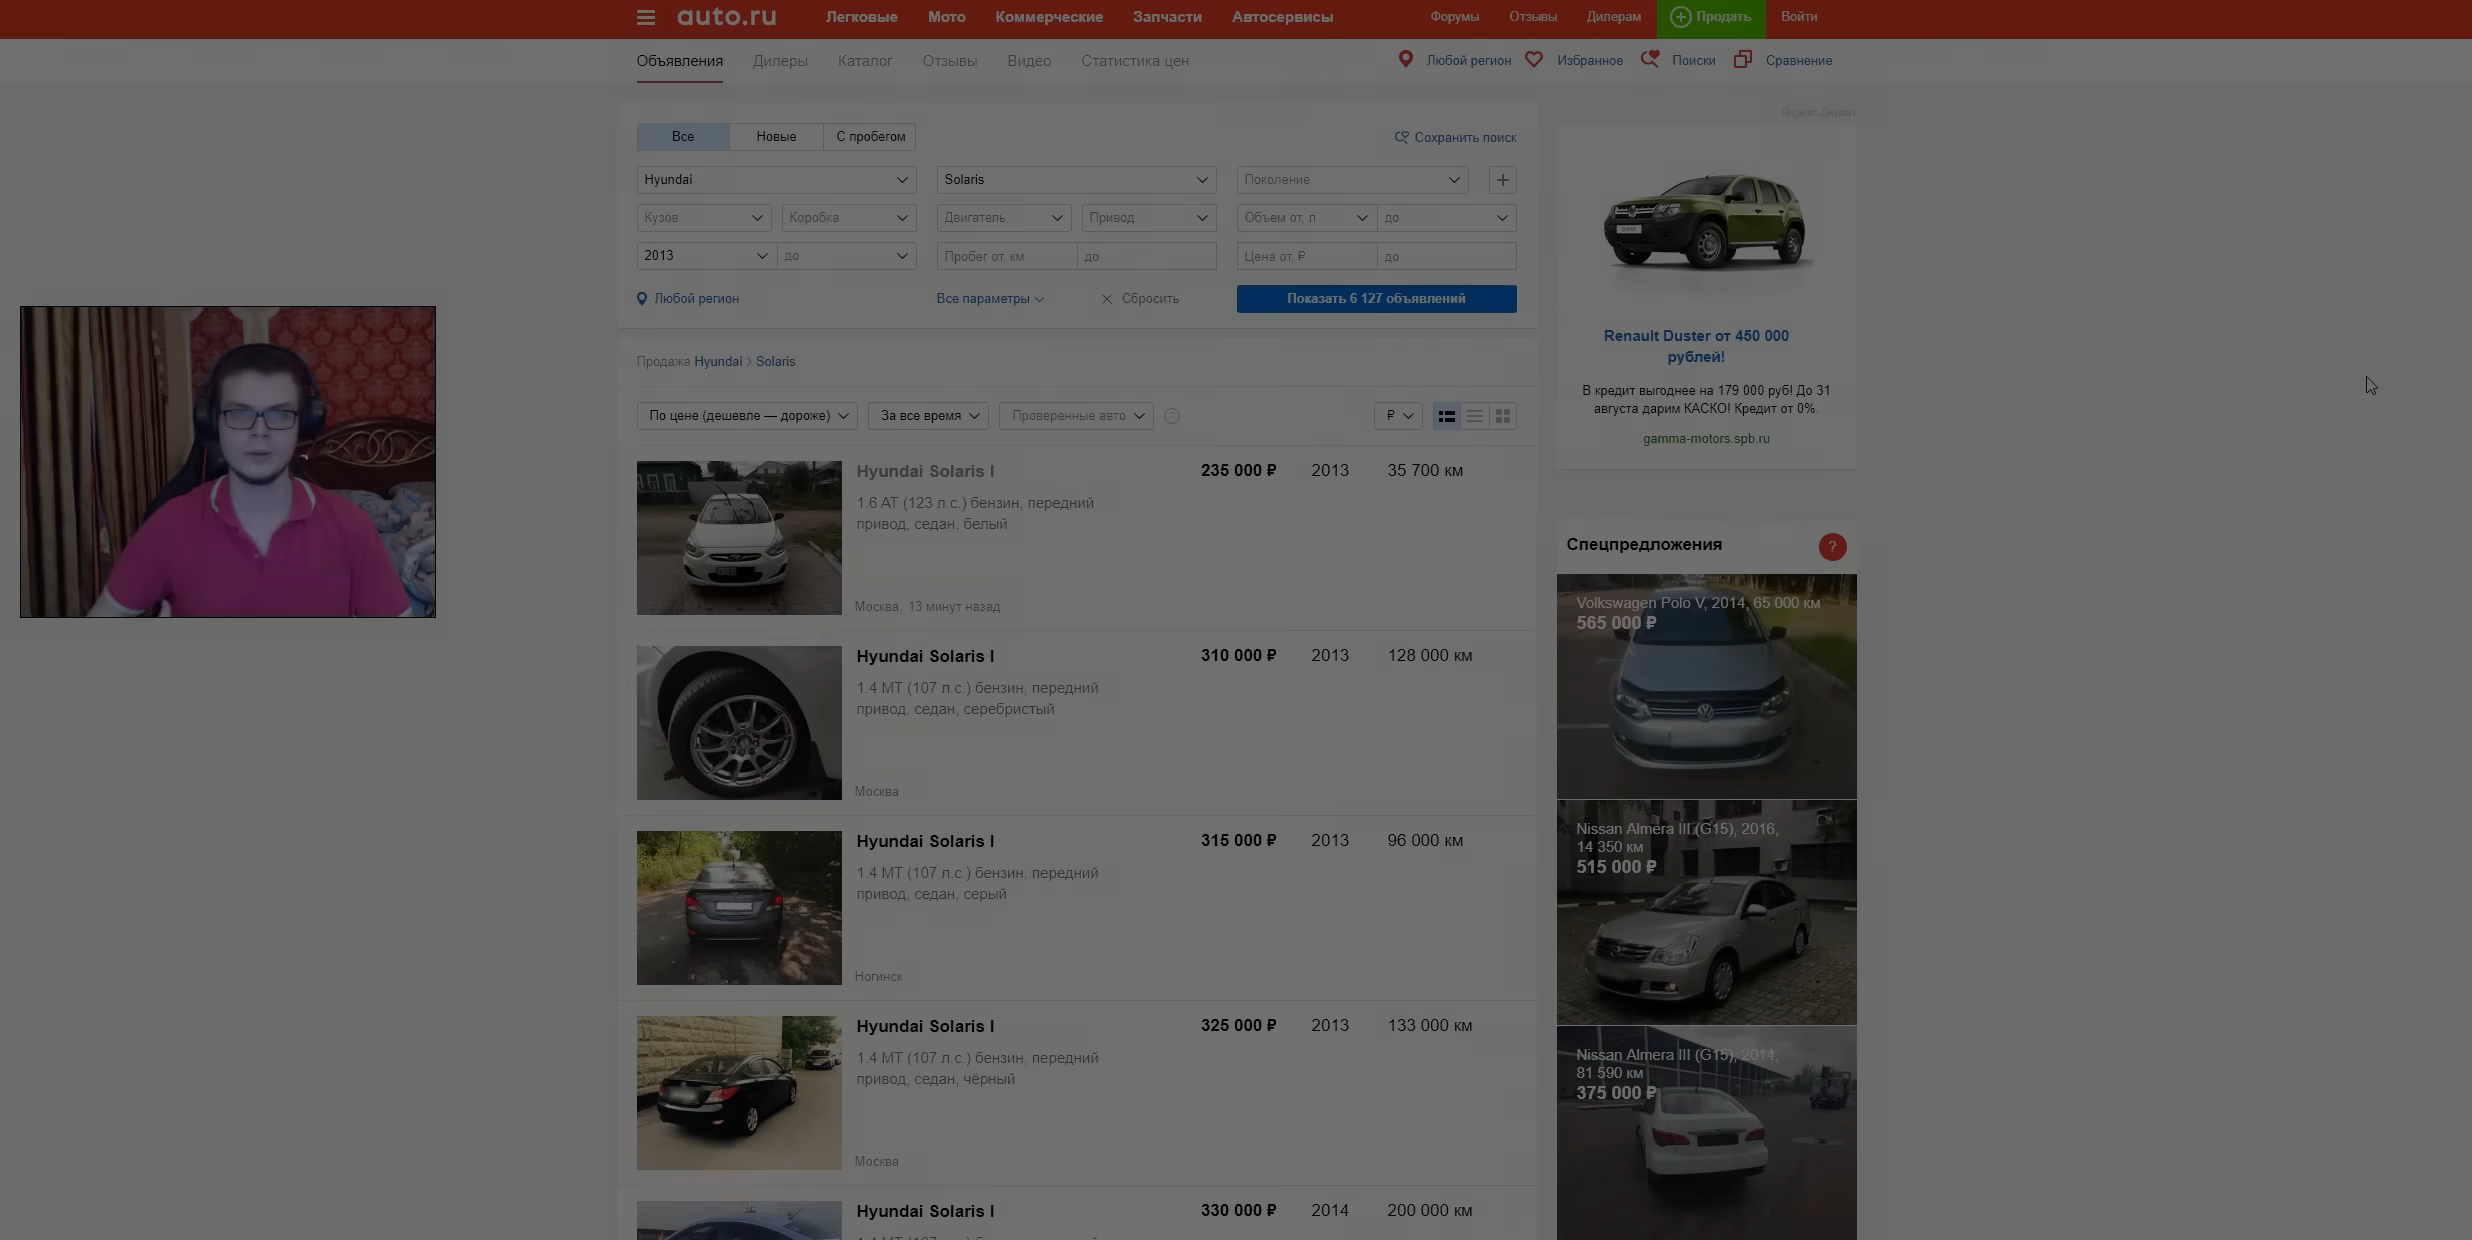 auto.ru
Легковые
Мото
Коммерческие
Запчасти
Автосервисы
Форумы
Отзывы
Дилерам
Продать
Войти
Объявления
Дилеры
Каталог
Отзывы
Видео
Статистика цен
Любой регион
Избранное
Поиски
Сравнение
Все
Новые
С пробегом
Сохранить поиск
Hyundai
Solaris
Поколение
Кузов
Коробка
Двигатель
Привод
Объем от, л
до
2013
до
Пробег от, км
до
Цена от, ₽
до
Любой регион
Все параметры
Сбросить
Показать 6 127 объявлений
Продажа Hyundai > Solaris
По цене (дешевле — дороже)
За все время
Проверенные авто
?
₽
Hyundai Solaris I
235 000 ₽
2013
35 700 км
1.6 AT (123 л.с.) бензин, передний
привод, седан, белый
Москва, 13 минут назад
Hyundai Solaris I
310 000 ₽
2013
128 000 км
1.4 MT (107 л.с.) бензин, передний
привод, седан, серебристый
Москва
Hyundai Solaris I
315 000 ₽
2013
96 000 км
1.4 MT (107 л.с.) бензин, передний
привод, седан, серый
Ногинск
Hyundai Solaris I
325 000 ₽
2013
133 000 км
1.4 MT (107 л.с.) бензин, передний
привод, седан, чёрный
Москва
Hyundai Solaris I
330 000 ₽
2014
200 000 км
Яндекс.Директ
Renault Duster от 450 000
рублей!
В кредит выгоднее на 179 000 руб! До 31
августа дарим КАСКО! Кредит от 0%.
gamma-motors.spb.ru
Спецпредложения
?
Volkswagen Polo V, 2014, 65 000 км
565 000 ₽
Nissan Almera III (G15), 2016,
14 350 км
515 000 ₽
Nissan Almera III (G15), 2014,
81 590 км
375 000 ₽